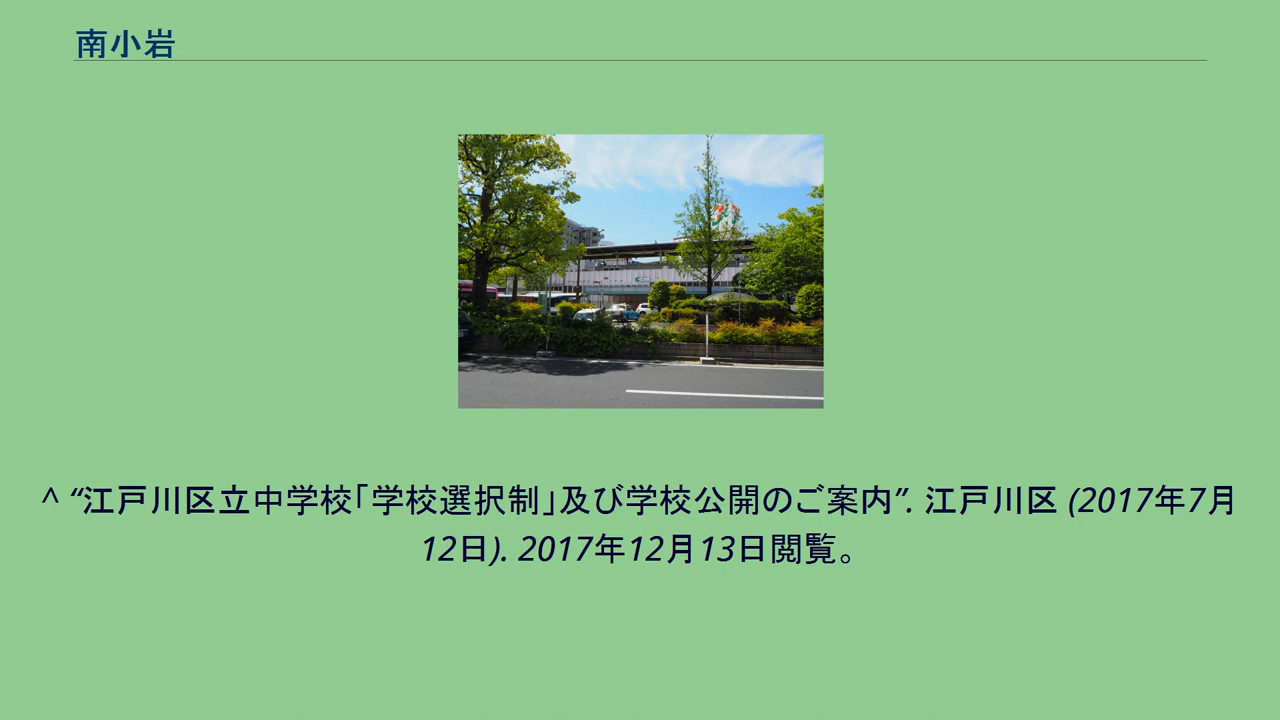 南小岩
^ “江戸川区立中学校「学校選択制」及び学校公開のご案内”. 江戸川区 (2017年7月
12日). 2017年12月13日閲覧。